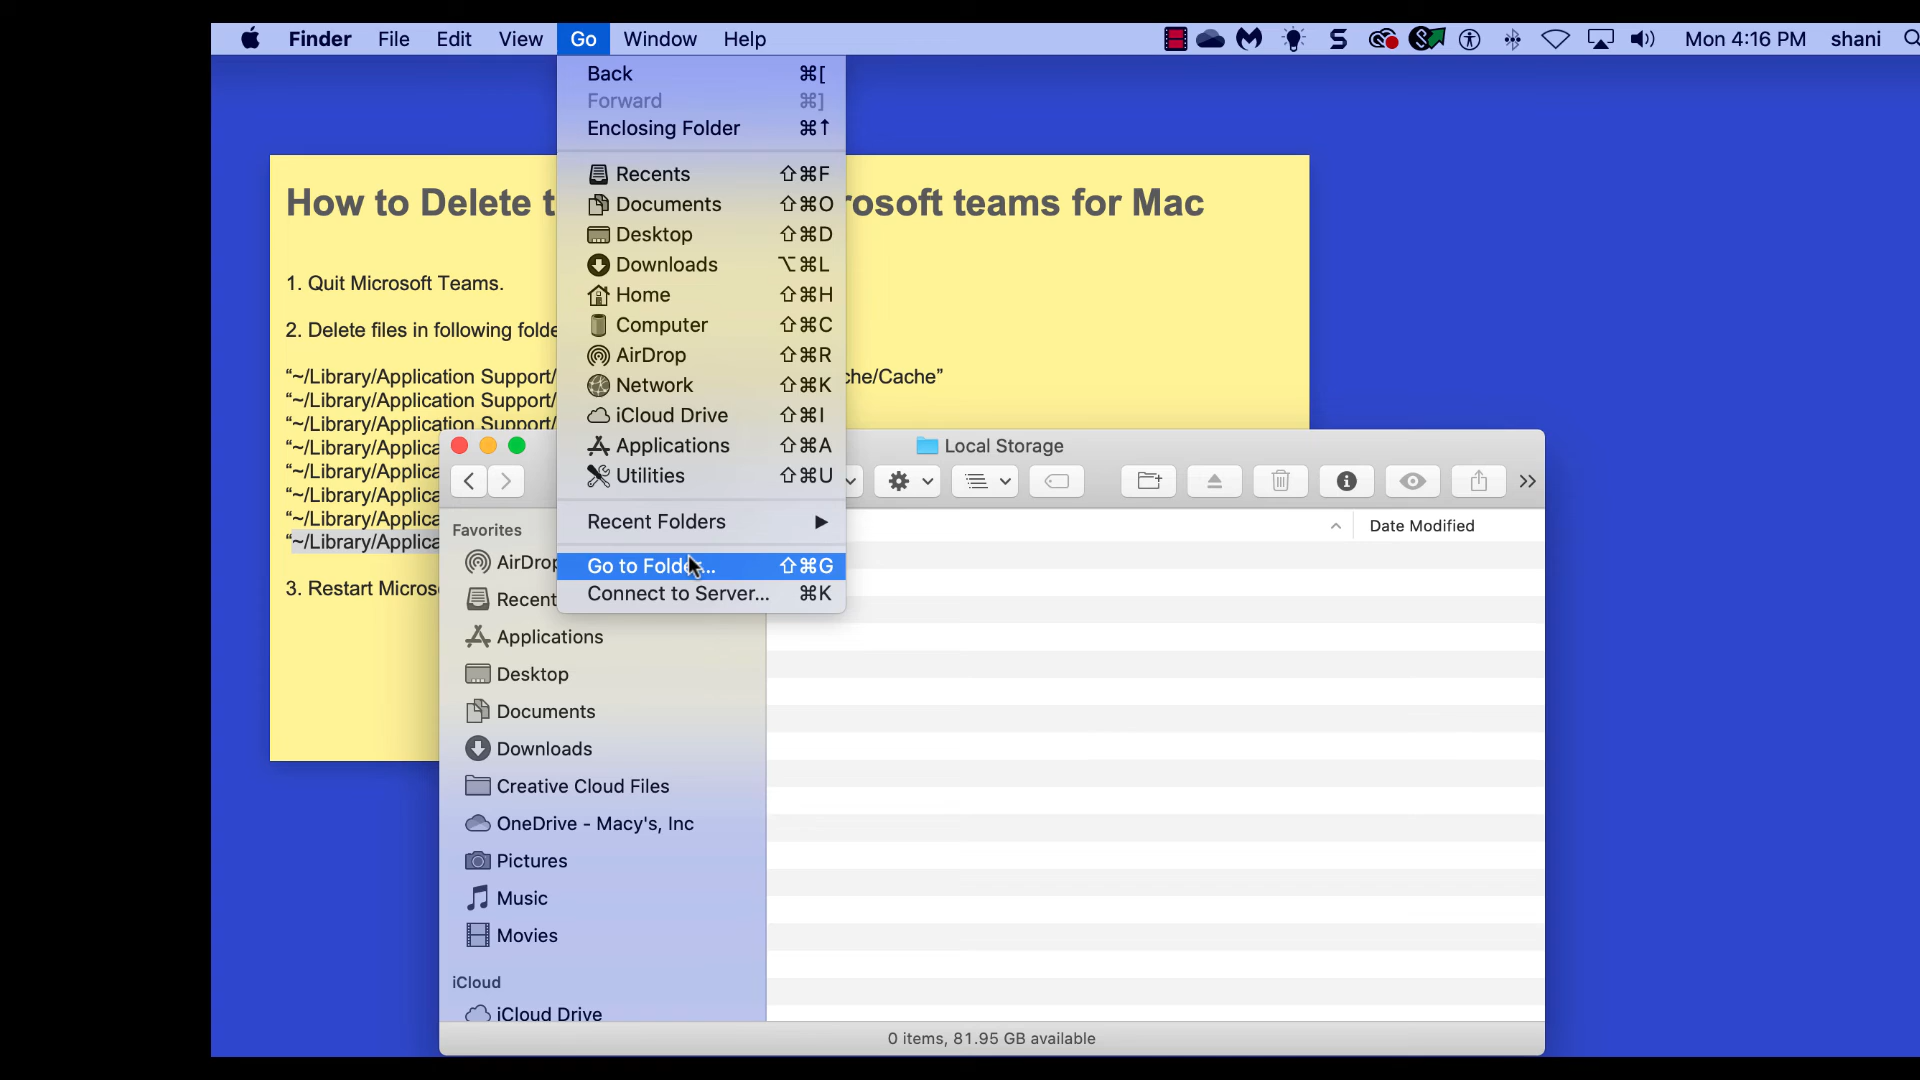 Finder File Edit View Go Window Help Mon 4:16 PM shani
Back ⌘[
Forward ⌘]
Enclosing Folder ⌘↑
Recents ⇧⌘F
Documents ⇧⌘O
Desktop ⇧⌘D
Downloads ⌥⌘L
Home ⇧⌘H
Computer ⇧⌘C
AirDrop ⇧⌘R
Network ⇧⌘K
iCloud Drive ⇧⌘I
Applications ⇧⌘A
Utilities ⇧⌘U
Recent Folders ▶
Go to Folder... ⇧⌘G
Connect to Server... ⌘K
How to Delete t rosoft teams for Mac
1. Quit Microsoft Teams.
2. Delete files in following folde
“~/Library/Application Support/ che/Cache”
“~/Library/Application Support/
“~/Library/Application Support/
“~/Library/Applica
“~/Library/Applica
“~/Library/Applica
“~/Library/Applica
“~/Library/Applica
3. Restart Micros
Local Storage
Date Modified
Favorites
AirDrop
Recent
Applications
Desktop
Documents
Downloads
Creative Cloud Files
OneDrive - Macy's, Inc
Pictures
Music
Movies
iCloud
iCloud Drive
0 items, 81.95 GB available